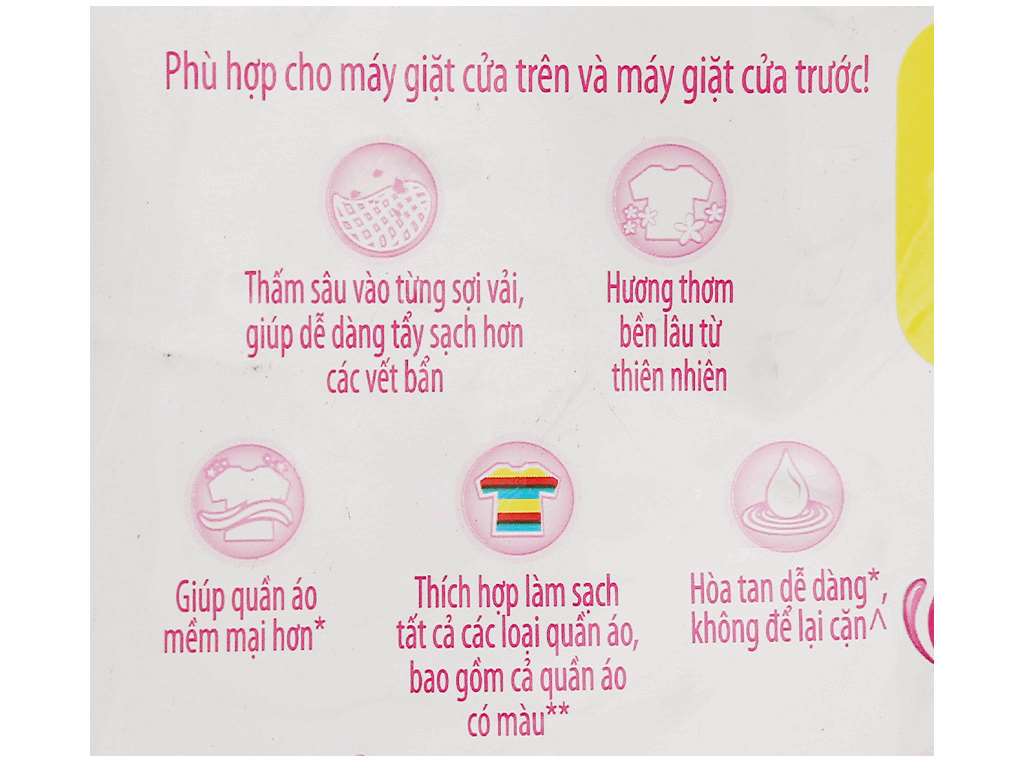 Phù hợp cho máy giặt cửa trên và máy giặt cửa trước!
Thấm sâu vào từng sợi vải,
giúp dễ dàng tẩy sạch hơn
các vết bẩn
Hương thơm
bền lâu từ
thiên nhiên
Giúp quần áo
mềm mại hơn*
Thích hợp làm sạch
tất cả các loại quần áo,
bao gồm cả quần áo
có màu**
Hòa tan dễ dàng*,
không để lại cặn^